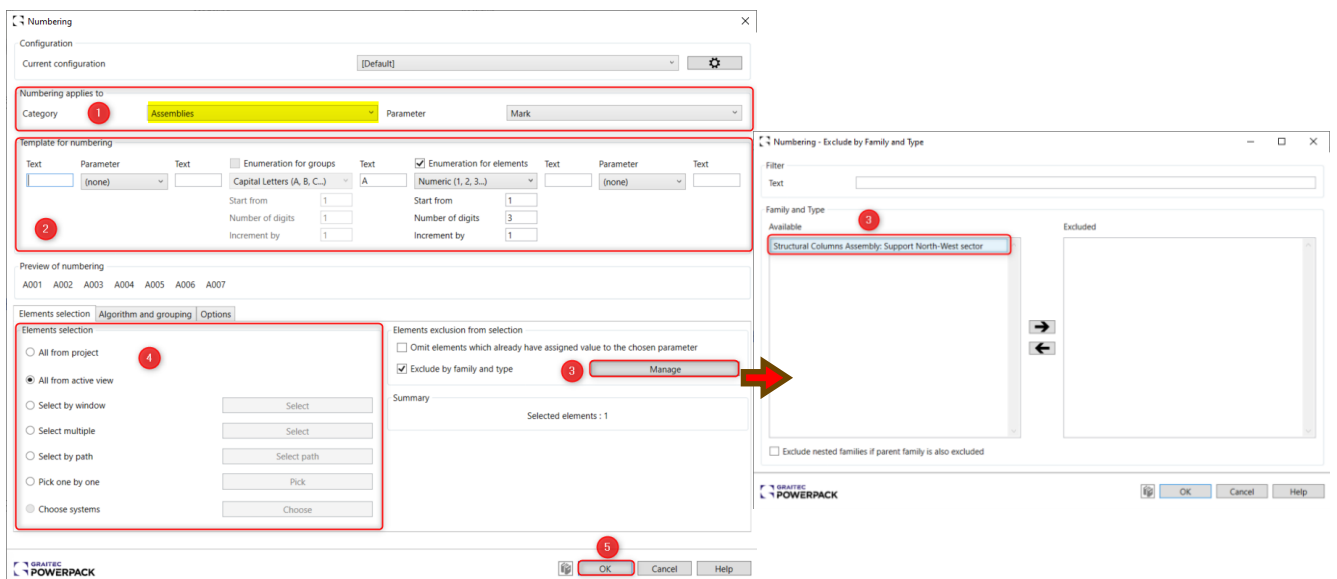 Numbering
Configuration
Current configuration [Default]
Numbering applies to
Category 1 Assemblies Parameter Mark
Template for numbering
Text Parameter Text Enumeration for groups Text Enumeration for elements Text Parameter Text
(none) Capital Letters (A, B, C...) A Numeric (1, 2, 3...) (none)
Start from 1 Start from 1
Number of digits 1 Number of digits 3
Increment by 1 Increment by 1
2
Preview of numbering
A001 A002 A003 A004 A005 A006 A007
Elements selection Algorithm and grouping Options
Elements selection
All from project
4
All from active view
Select by window Select
Select multiple Select
Select by path Select path
Pick one by one Pick
Choose systems Choose
Elements exclusion from selection
Omit elements which already have assigned value to the chosen parameter
Exclude by family and type 3 Manage
Summary
Selected elements : 1
GRAITEC
POWERPACK
5
OK Cancel Help
Numbering - Exclude by Family and Type
Filter
Text
Family and Type
3
Available Excluded
Structural Columns Assembly: Support North-West sector
Exclude nested families if parent family is also excluded
GRAITEC
POWERPACK
OK Cancel Help